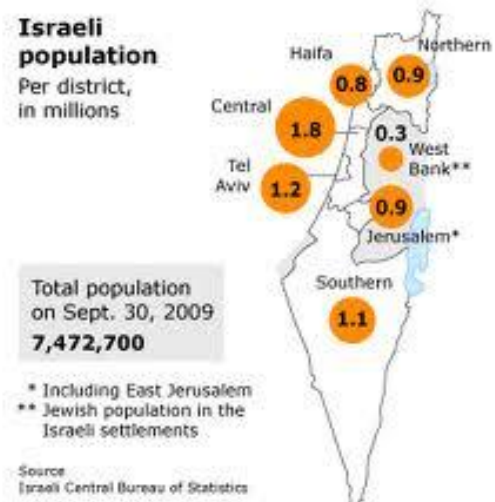 Israeli
population
Per district,
in millions
Haifa
0.8
Northern
0.9
Central
1.8
0.3
West
Bank**
Tel
Aviv
1.2
0.9
Jerusalem*
Southern
1.1
Total population
on Sept. 30, 2009
7,472,700
* Including East Jerusalem
** Jewish population in the
Israeli settlements
Source
Israeli Central Bureau of Statistics